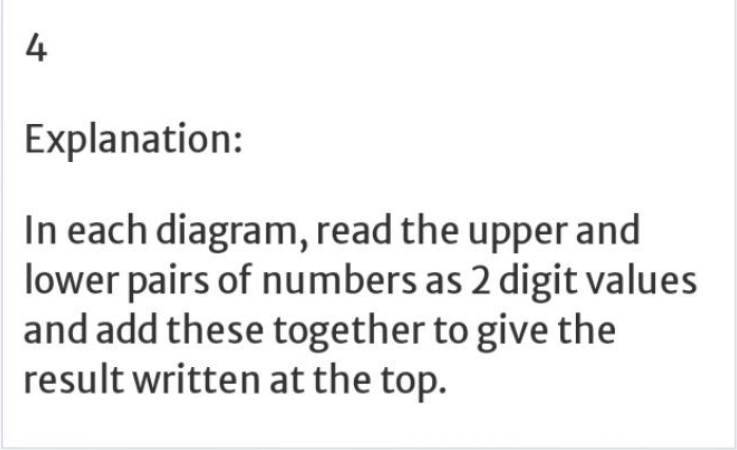 4
Explanation:
In each diagram, read the upper and
lower pairs of numbers as 2 digit values
and add these together to give the
result written at the top.